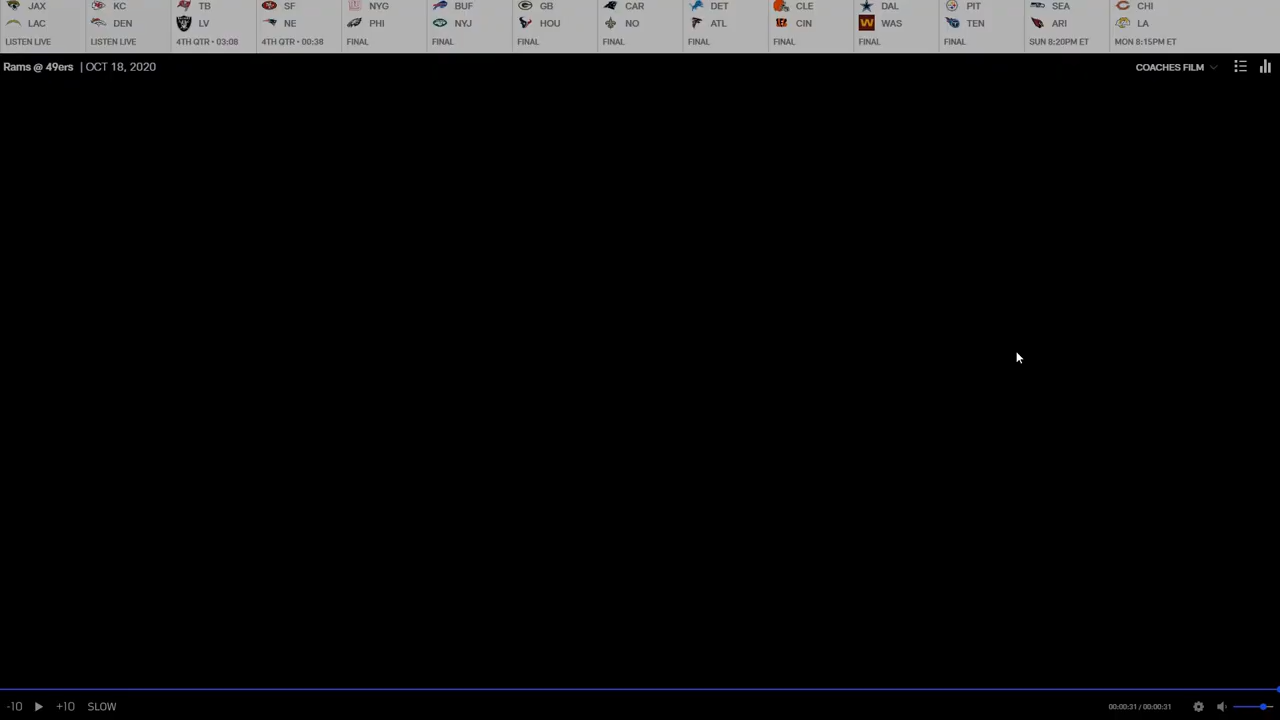 JAX KC TB SF NYG BUF GB CAR DET CLE DAL PIT SEA CHI
LAC DEN LV NE PHI NYJ HOU NO ATL CIN WAS TEN ARI LA
LISTEN LIVE LISTEN LIVE 4TH QTR • 03:08 4TH QTR • 00:38 FINAL FINAL FINAL FINAL FINAL FINAL FINAL FINAL SUN 8:20PM ET MON 8:15PM ET
Rams @ 49ers | OCT 18, 2020 COACHES FILM
-10 +10 SLOW 00:00:31 / 00:00:31